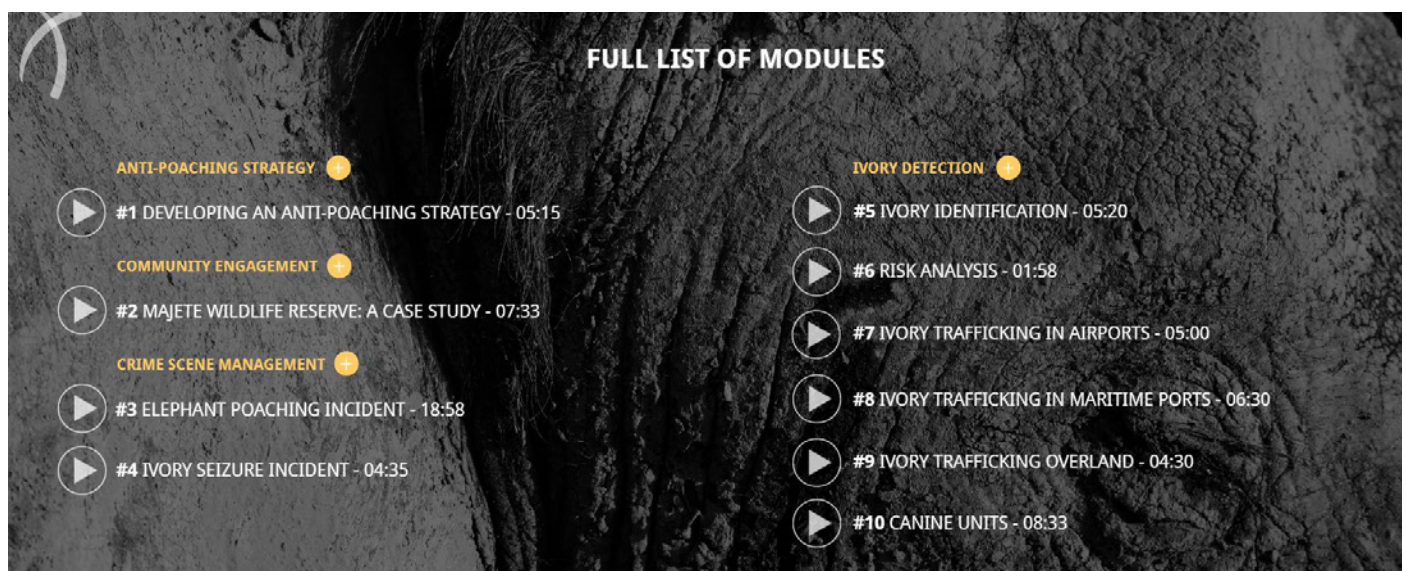 FULL LIST OF MODULES
ANTI-POACHING STRATEGY +
#1 DEVELOPING AN ANTI-POACHING STRATEGY - 05:15
COMMUNITY ENGAGEMENT +
#2 MAJETE WILDLIFE RESERVE: A CASE STUDY - 07:33
CRIME SCENE MANAGEMENT +
#3 ELEPHANT POACHING INCIDENT - 18:58
#4 IVORY SEIZURE INCIDENT - 04:35
IVORY DETECTION +
#5 IVORY IDENTIFICATION - 05:20
#6 RISK ANALYSIS - 01:58
#7 IVORY TRAFFICKING IN AIRPORTS - 05:00
#8 IVORY TRAFFICKING IN MARITIME PORTS - 06:30
#9 IVORY TRAFFICKING OVERLAND - 04:30
#10 CANINE UNITS - 08:33